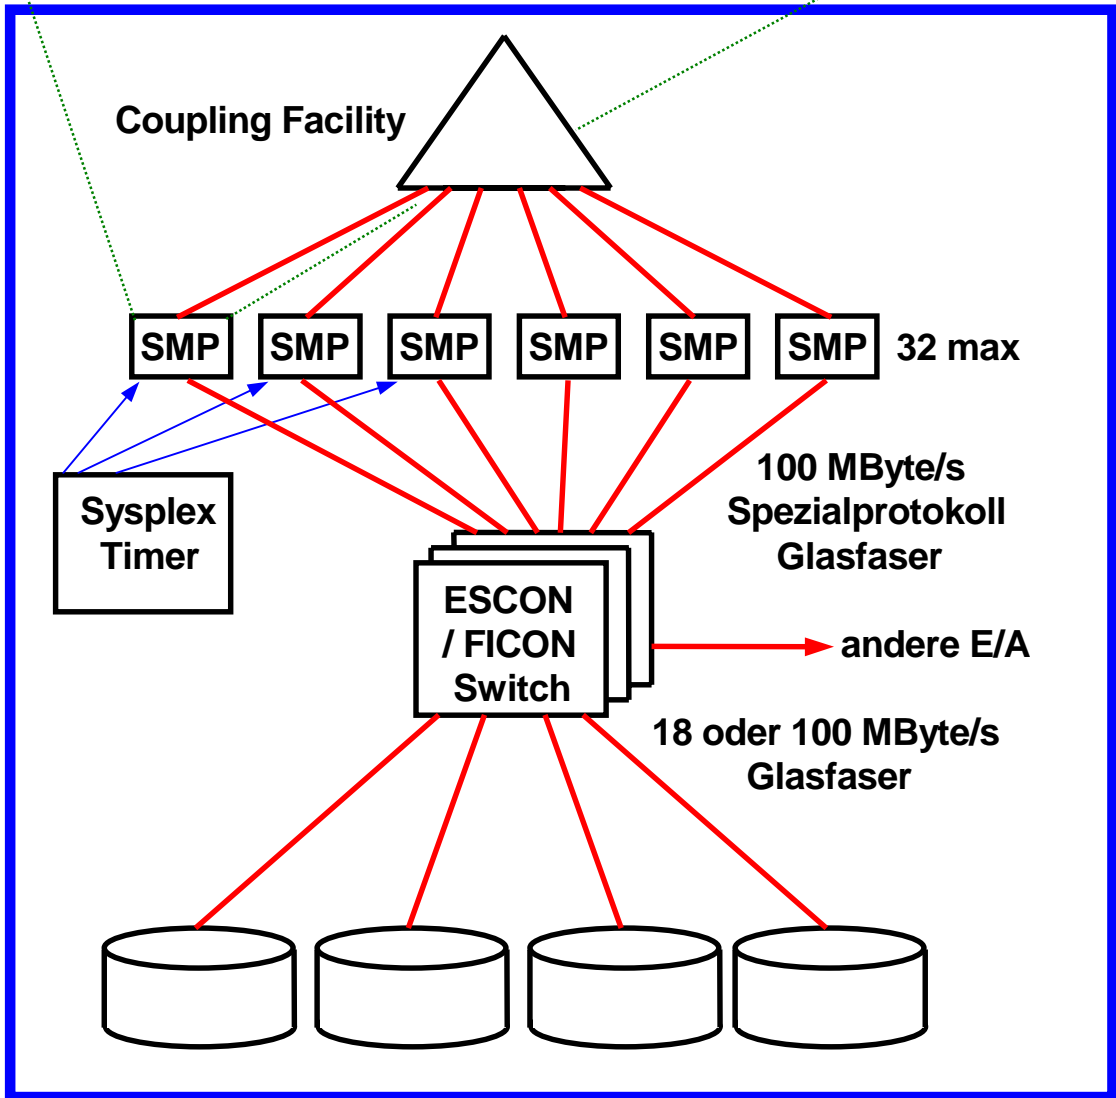 Coupling Facility
SMP
SMP
SMP
SMP
SMP
SMP
32 max
Sysplex
Timer
100 MByte/s
Spezialprotokoll
Glasfaser
ESCON
/ FICON
Switch
andere E/A
18 oder 100 MByte/s
Glasfaser